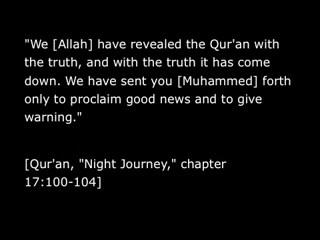 "We [Allah] have revealed the Qur'an with
the truth, and with the truth it has come
down. We have sent you [Muhammed] forth
only to proclaim good news and to give
warning."
[Qur'an, "Night Journey," chapter
17:100-104]